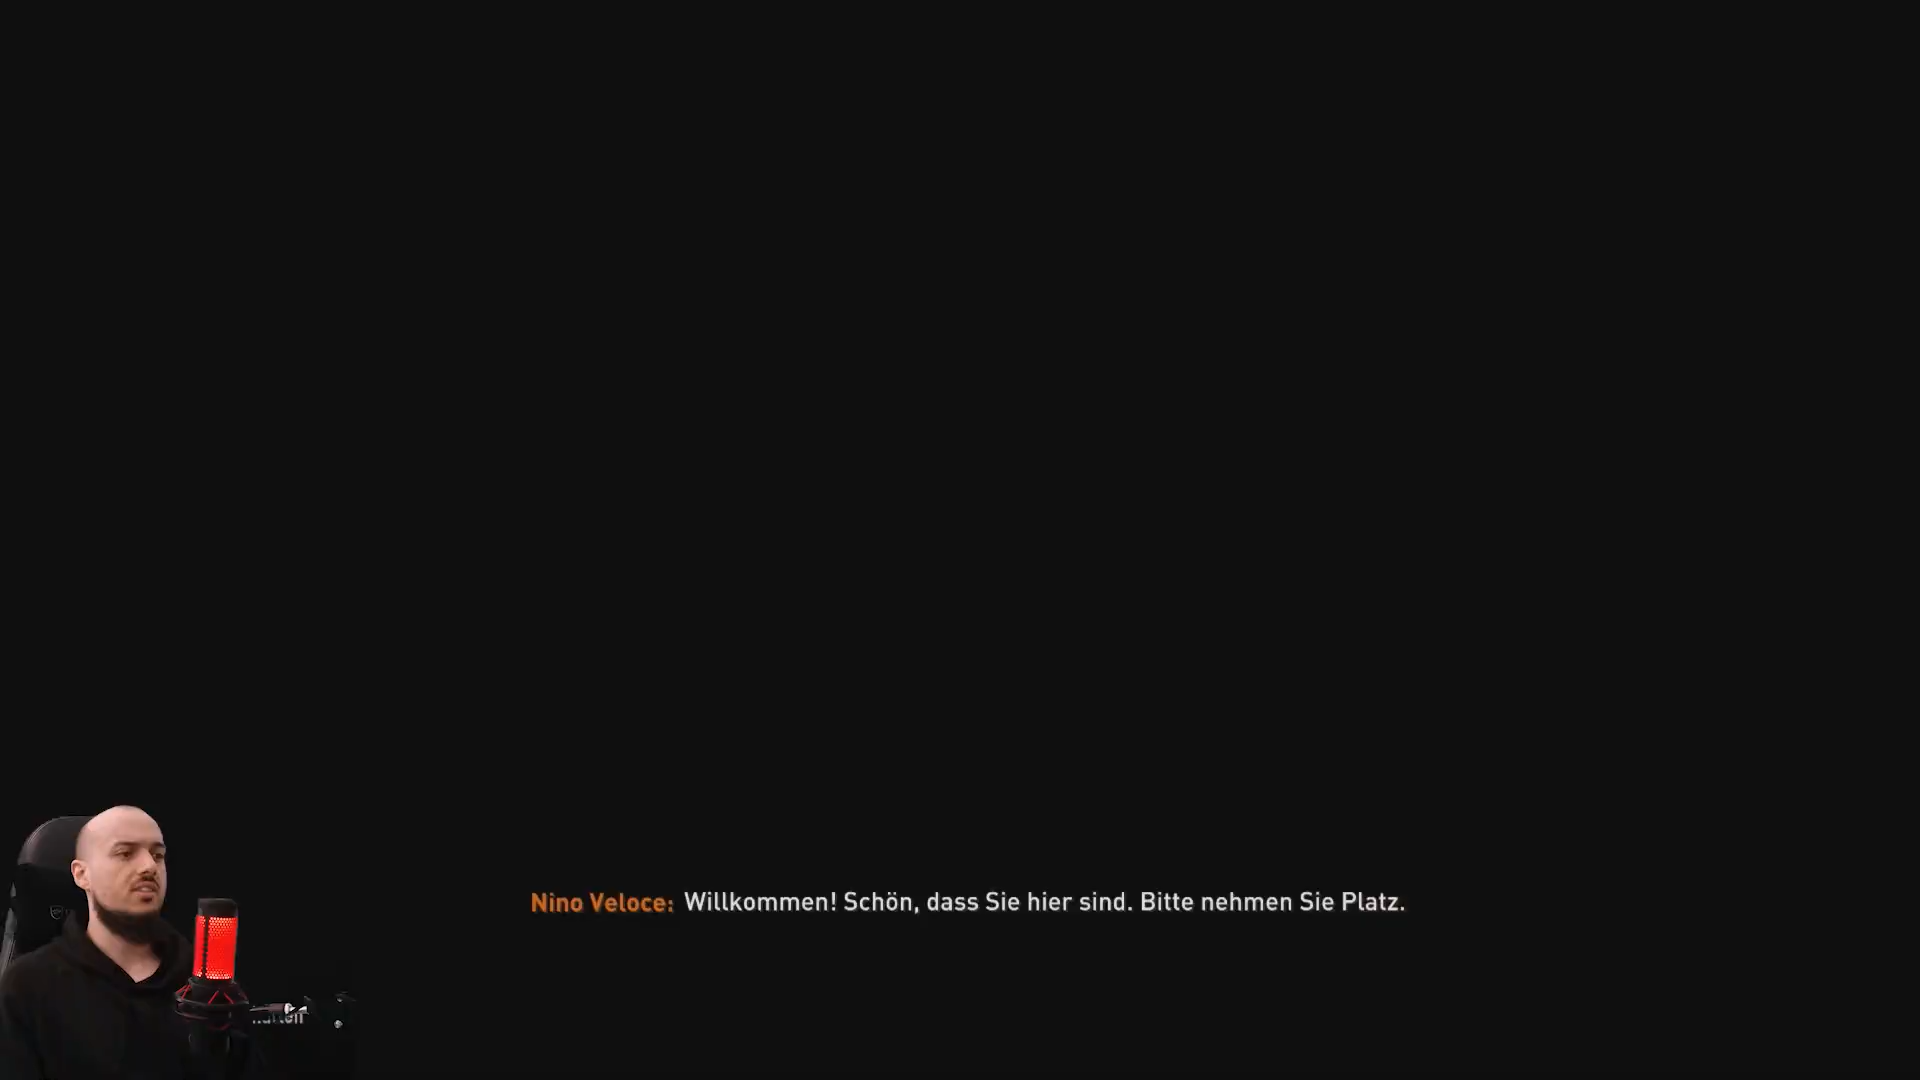 Nino Veloce: Willkommen! Schön, dass Sie hier sind. Bitte nehmen Sie Platz.